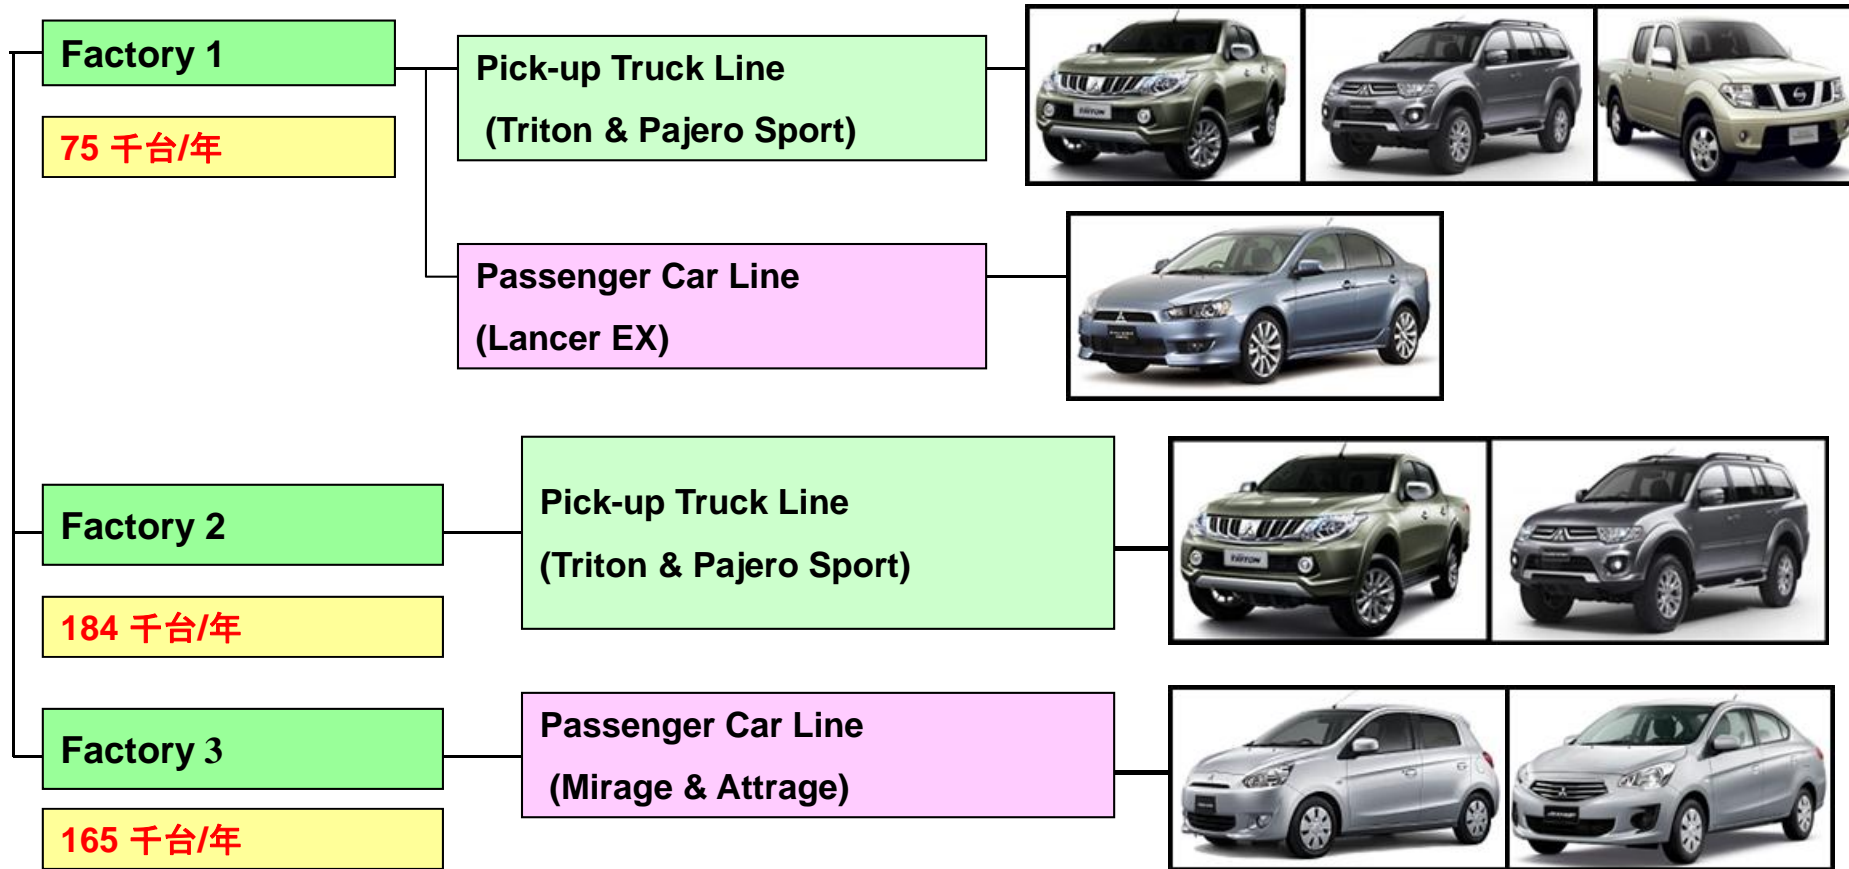 Factory 1
75 千台/年
Pick-up Truck Line
(Triton & Pajero Sport)
TRITON
Passenger Car Line
(Lancer EX)
Factory 2
184 千台/年
Pick-up Truck Line
(Triton & Pajero Sport)
TRITON
Factory 3
165 千台/年
Passenger Car Line
(Mirage & Attrage)